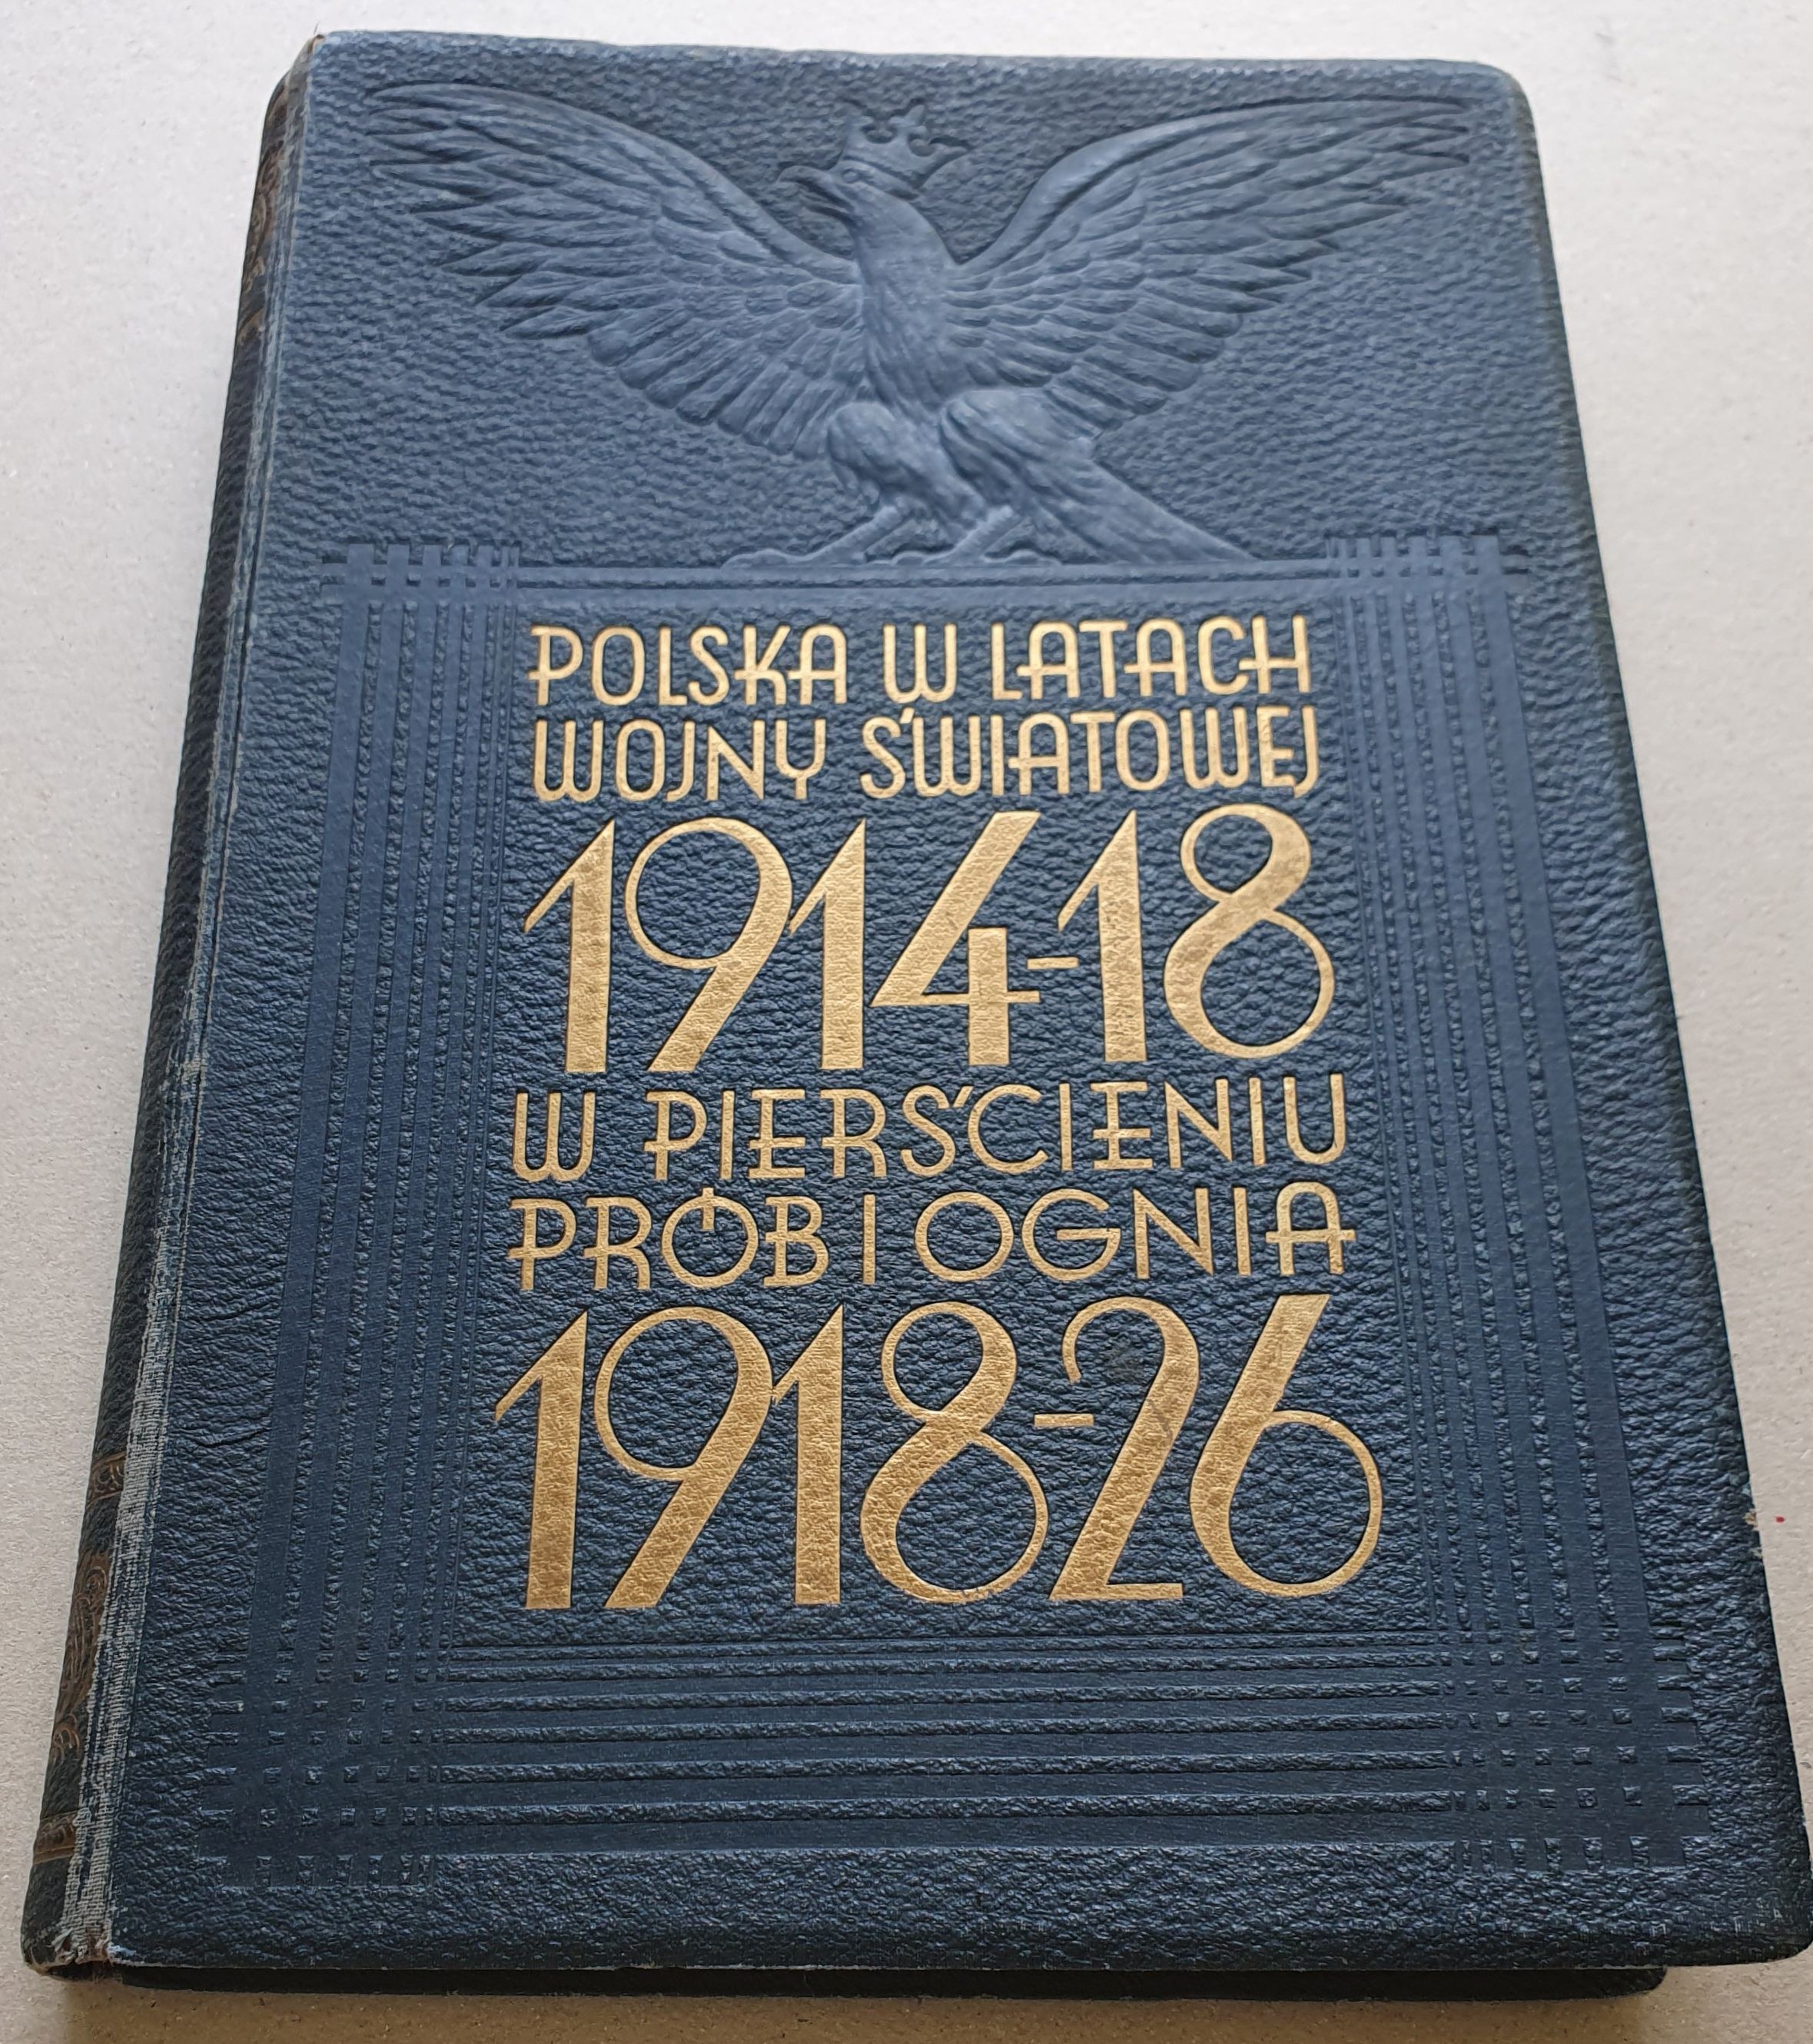 POLSKA W LATACH
WOJNY ŚWIATOWEJ
1914-18
W PIERŚCIENIU
PRÓB I OGNIA
1918-26